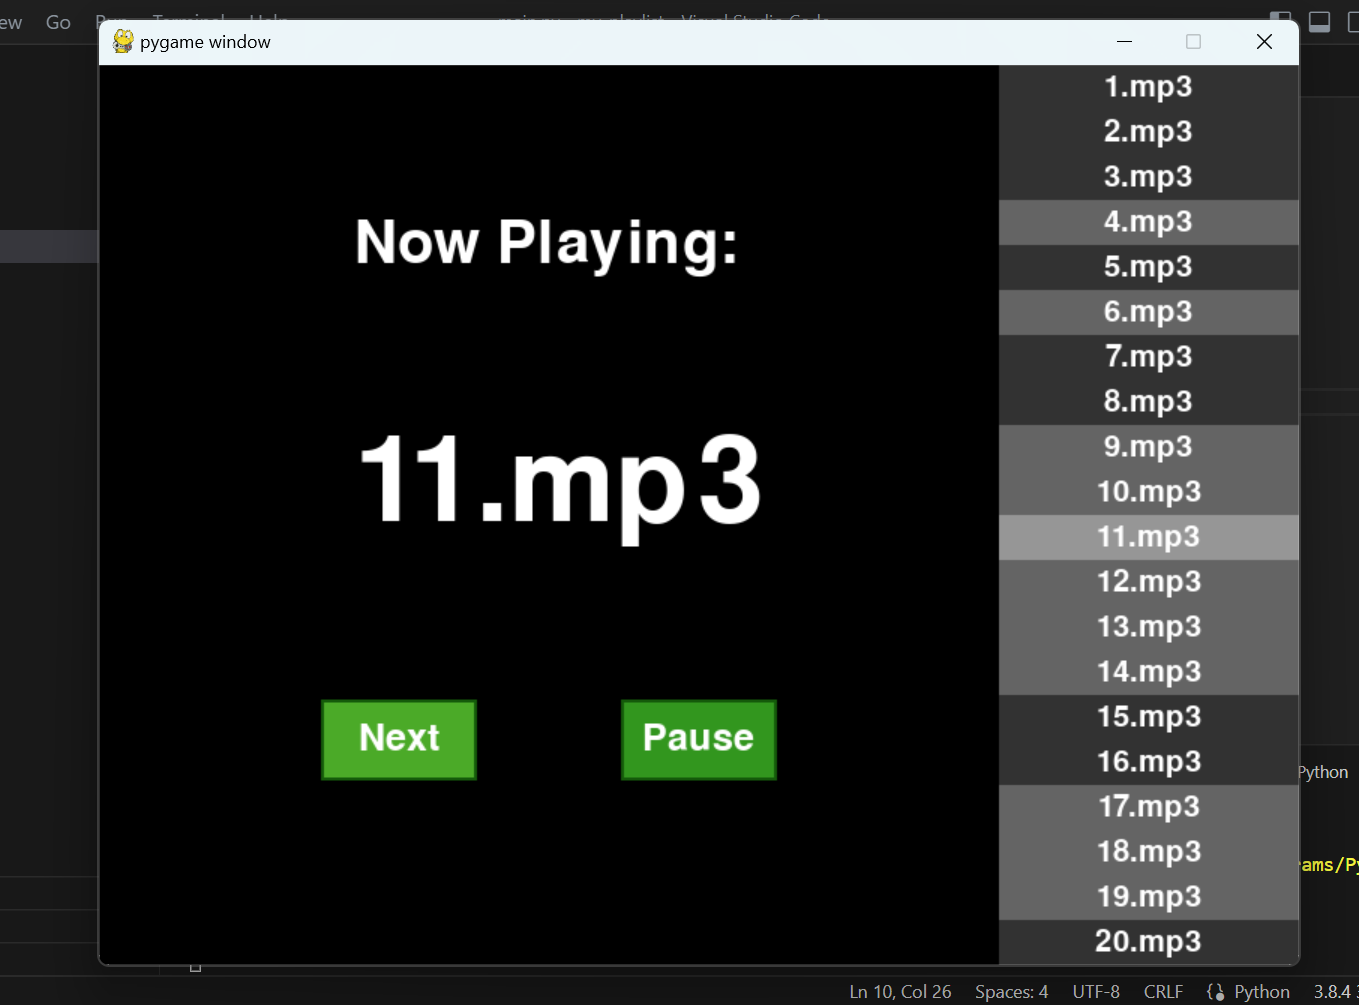 Go
pygame window
Now Playing:
11.mp3
Next
Pause
1.mp3
2.mp3
3.mp3
4.mp3
5.mp3
6.mp3
7.mp3
8.mp3
9.mp3
10.mp3
11.mp3
12.mp3
13.mp3
14.mp3
15.mp3
16.mp3
17.mp3
18.mp3
19.mp3
20.mp3
Python
ams/Py
Ln 10, Col 26 Spaces: 4 UTF-8 CRLF Python 3.8.4